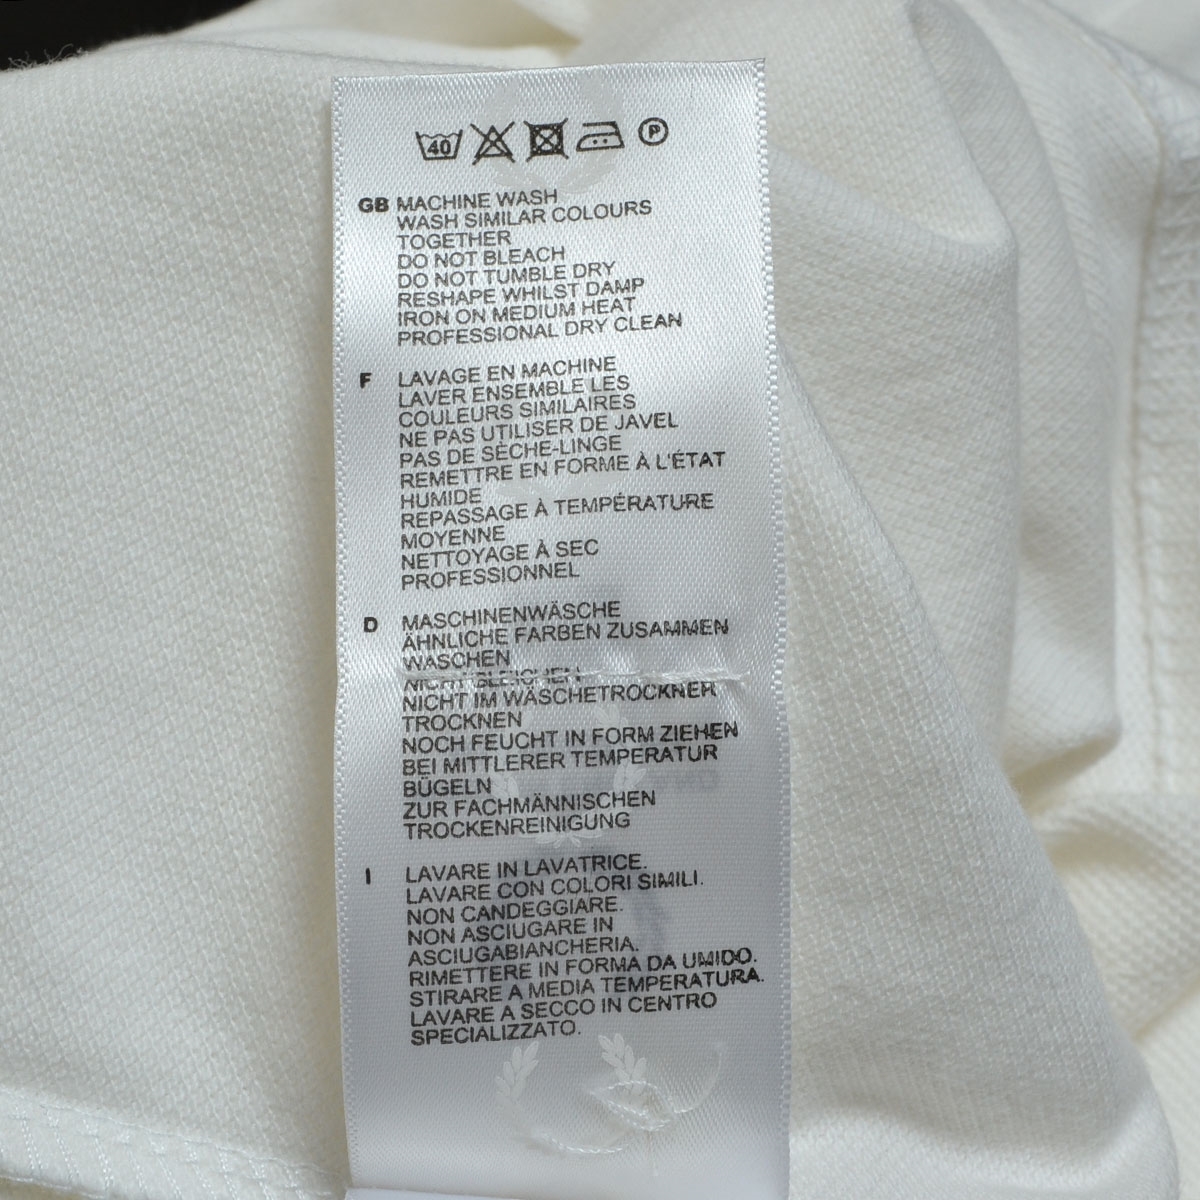 40 P
GB MACHINE WASH
WASH SIMILAR COLOURS
TOGETHER
DO NOT BLEACH
DO NOT TUMBLE DRY
RESHAPE WHILST DAMP
IRON ON MEDIUM HEAT
PROFESSIONAL DRY CLEAN
F LAVAGE EN MACHINE
LAVER ENSEMBLE LES
COULEURS SIMILAIRES
NE PAS UTILISER DE JAVEL
PAS DE SÈCHE-LINGE
REMETTRE EN FORME À L'ÉTAT
HUMIDE
REPASSAGE À TEMPÉRATURE
MOYENNE
NETTOYAGE À SEC
PROFESSIONNEL
D MASCHINENWÄSCHE
ÄHNLICHE FARBEN ZUSAMMEN
WASCHEN
NICHT BLEICHEN
NICHT IM WÄSCHETROCKNER
TROCKNEN
NOCH FEUCHT IN FORM ZIEHEN
BEI MITTLERER TEMPERATUR
BÜGELN
ZUR FACHMÄNNISCHEN
TROCKENREINIGUNG
I LAVARE IN LAVATRICE.
LAVARE CON COLORI SIMILI.
NON CANDEGGIARE.
NON ASCIUGARE IN
ASCIUGABIANCHERIA.
RIMETTERE IN FORMA DA UMIDO.
STIRARE A MEDIA TEMPERATURA.
LAVARE A SECCO IN CENTRO
SPECIALIZZATO.